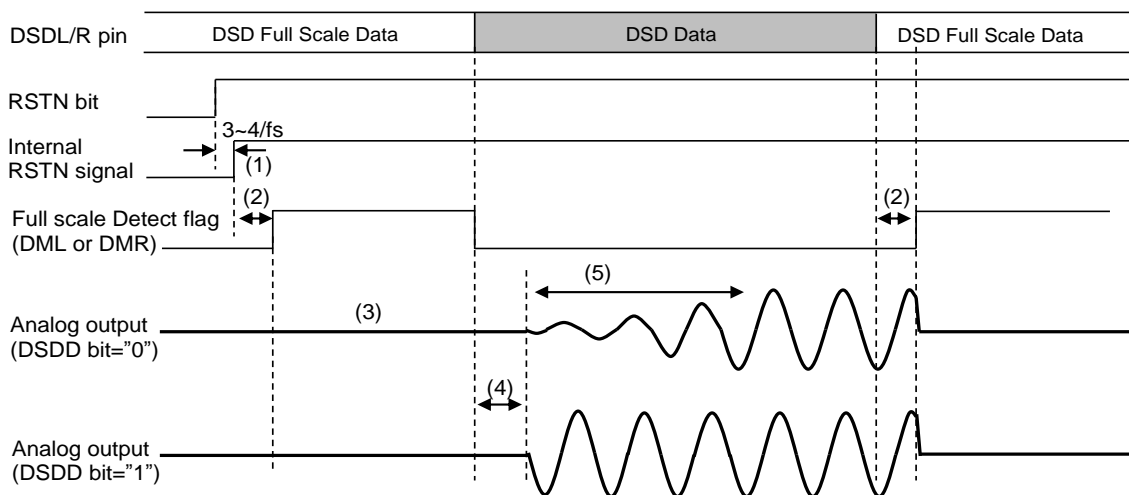 DSDL/R pin
DSD Full Scale Data
DSD Data
DSD Full Scale Data
RSTN bit
3~4/fs
Internal
RSTN signal
(1)
(2)
(2)
Full scale Detect flag
(DML or DMR)
(5)
(3)
Analog output
(DSDD bit=”0”)
(4)
Analog output
(DSDD bit=”1”)